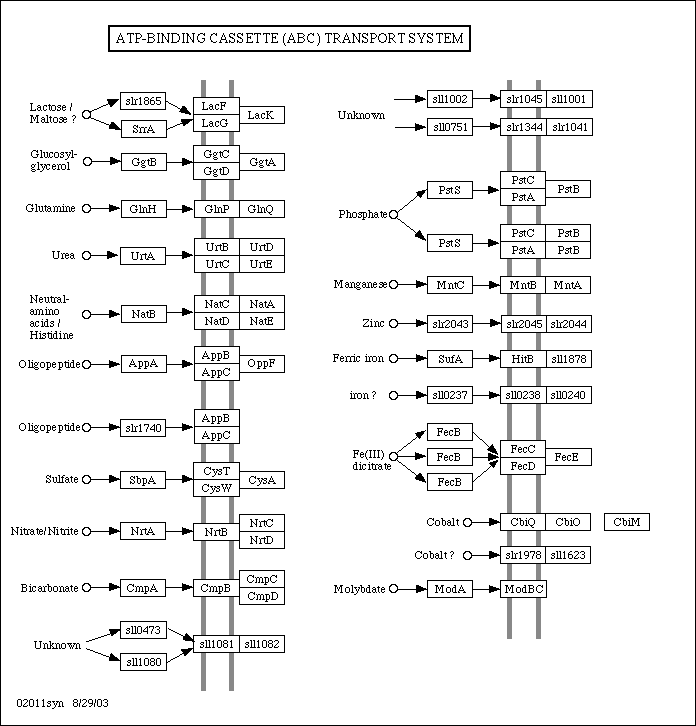 ATP-BINDING CASSETTE (ABC) TRANSPORT SYSTEM
Lactose /
Maltose ?
slr1865
SrrA
LacF
LacG
LacK
Glucosyl-
glycerol
GgtB
GgtC
GgtD
GgtA
Glutamine
GlnH
GlnP
GlnQ
Urea
UrtA
UrtB
UrtD
UrtC
UrtE
Neutral-
amino
acids /
Histidine
NatB
NatC
NatA
NatD
NatE
Oligopeptide
AppA
AppB
AppC
OppF
Oligopeptide
slr1740
AppB
AppC
Sulfate
SbpA
CysT
CysW
CysA
Nitrate/Nitrite
NrtA
NrtB
NrtC
NrtD
Bicarbonate
CmpA
CmpB
CmpC
CmpD
Unknown
sll0473
sll1080
sll1081
sll1082
Unknown
sll1002
slr1045
sll1001
sll0751
slr1344
slr1041
Phosphate
PstS
PstC
PstA
PstB
PstS
PstC
PstB
PstA
PstB
Manganese
MntC
MntB
MntA
Zinc
slr2043
slr2045
slr2044
Ferric iron
SufA
HitB
sll1878
iron ?
sll0237
sll0238
sll0240
Fe(III)
dicitrate
FecB
FecB
FecB
FecC
FecD
FecE
Cobalt
CbiQ
CbiO
CbiM
Cobalt ?
slr1978
sll1623
Molybdate
ModA
ModBC
02011syn 8/29/03